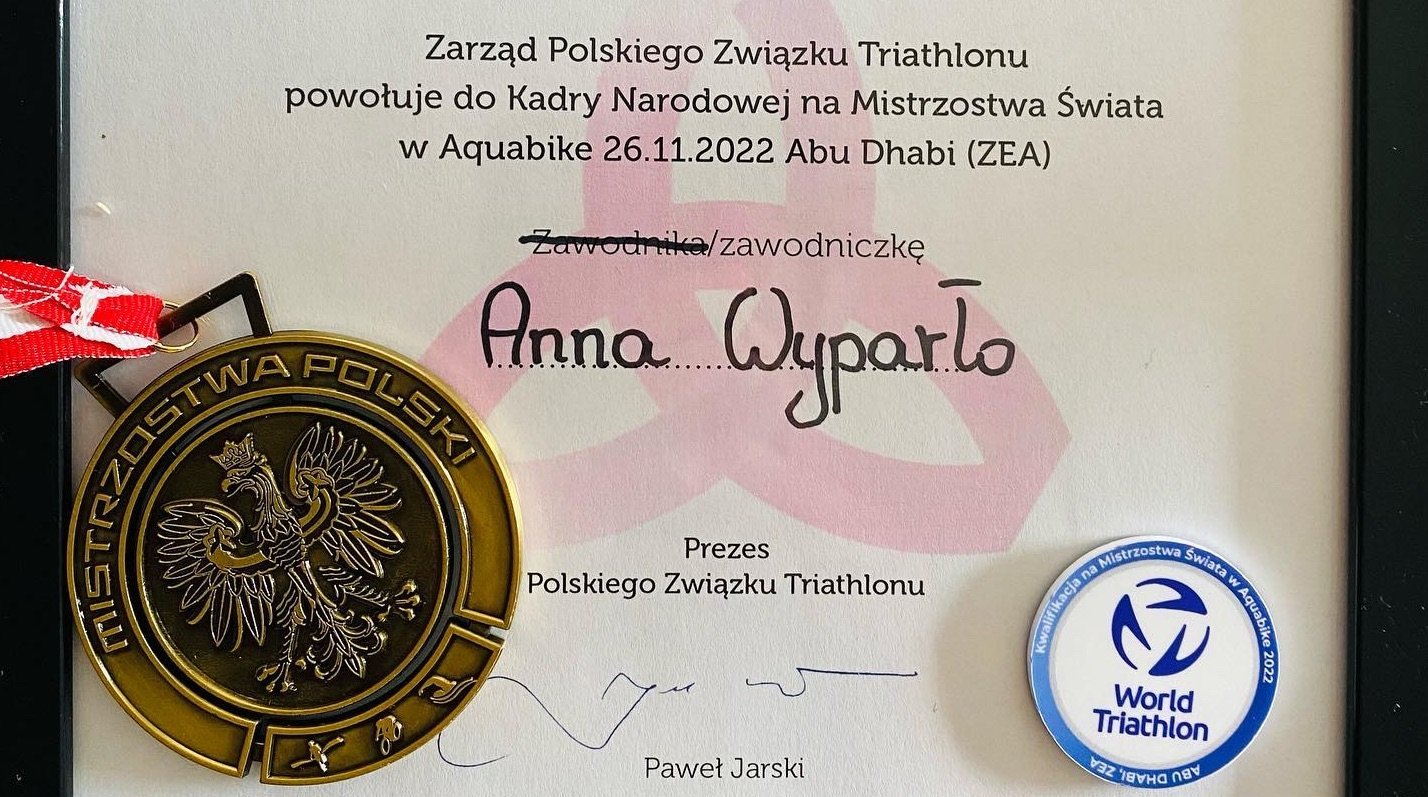 Zarząd Polskiego Związku Triathlonu
powołuje do Kadry Narodowej na Mistrzostwa Świata
w Aquabike 26.11.2022 Abu Dhabi (ZEA)
Zawodnika/zawodniczkę
Anna Wyparło
MISTRZOSTWA POLSKI
Prezes
Polskiego Związku Triathlonu
Paweł Jarski
Kwalifikacja na Mistrzostwa Świata w Aquabike 2022
World
Triathlon
ABU DHABI, ZEA